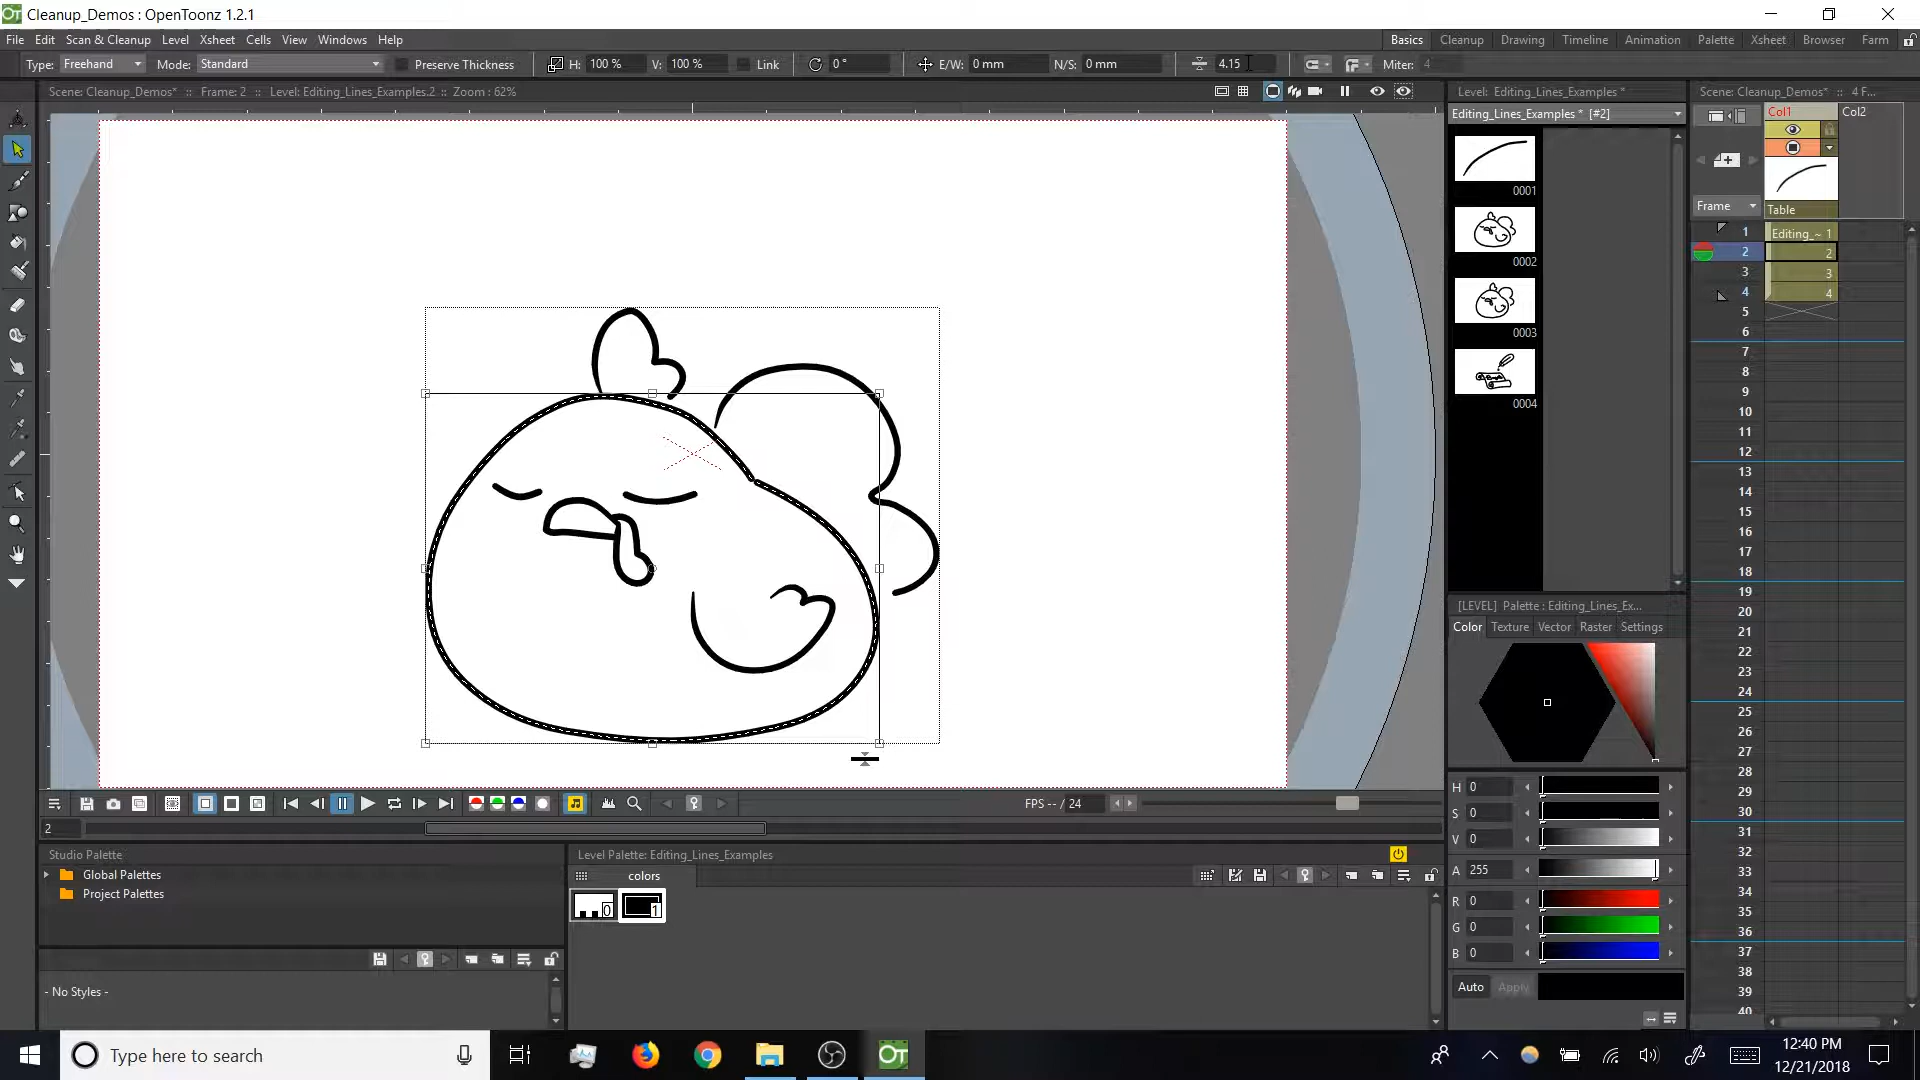 Cleanup_Demos : OpenToonz 1.2.1
File Edit Scan & Cleanup Level Xsheet Cells View Windows Help
Basics Cleanup Drawing Timeline Animation Palette Xsheet Browser Farm
Type: Freehand Mode: Standard Preserve Thickness H: 100 % V: 100 % Link 0 ° E/W: 0 mm N/S: 0 mm 4.15 Miter: 4
Scene: Cleanup_Demos* :: Frame: 2 :: Level: Editing_Lines_Examples.2 :: Zoom : 62%
Level: Editing_Lines_Examples *
Scene: Cleanup_Demos* :: 4 F...
Editing_Lines_Examples * [#2]
Col1 Col2
0001
0002
0003
0004
Frame
Table
1 Editing_~ 1
2 2
3 3
4 4
5
6
7
8
9
10
11
12
13
14
15
16
17
18
19
20
21
22
23
24
25
26
27
28
29
30
31
32
33
34
35
36
37
38
39
40
[LEVEL] Palette : Editing_Lines_Ex...
Color Texture Vector Raster Settings
H 0
S 0
V 0
A 255
R 0
G 0
B 0
Auto Apply
FPS -- / 24
2
Studio Palette
Global Palettes
Project Palettes
- No Styles -
Level Palette: Editing_Lines_Examples
colors
0 1
Type here to search
OT
12:40 PM
12/21/2018